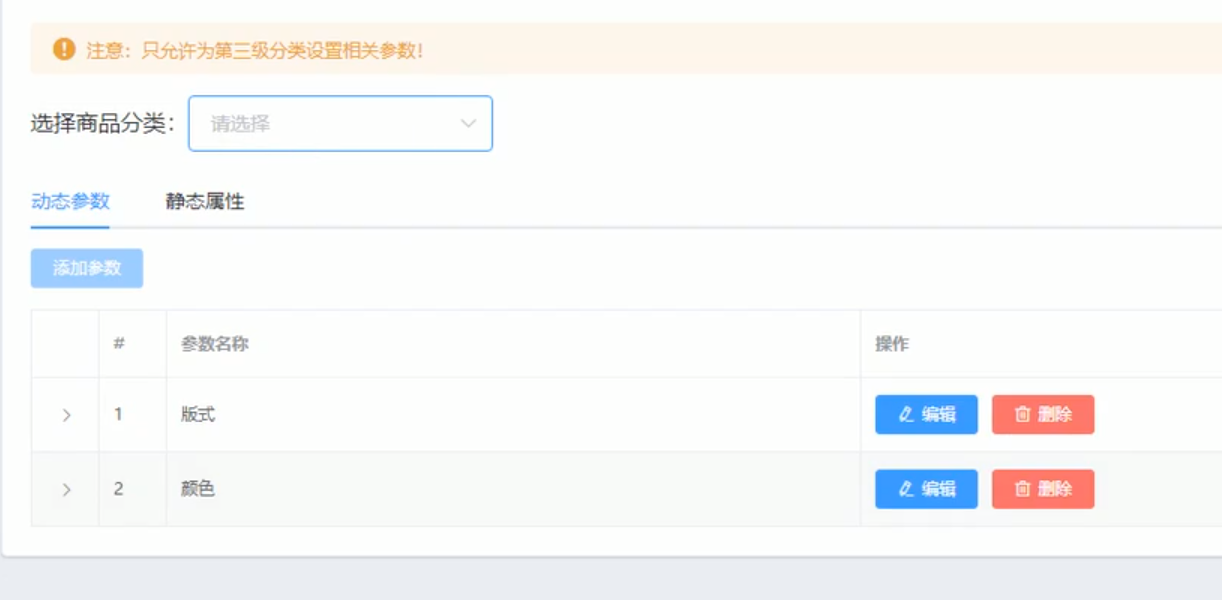 注意：只允许为第三级分类设置相关参数！
选择商品分类： 请选择
动态参数 静态属性
添加参数
# 参数名称 操作
1 版式 编辑 删除
2 颜色 编辑 删除